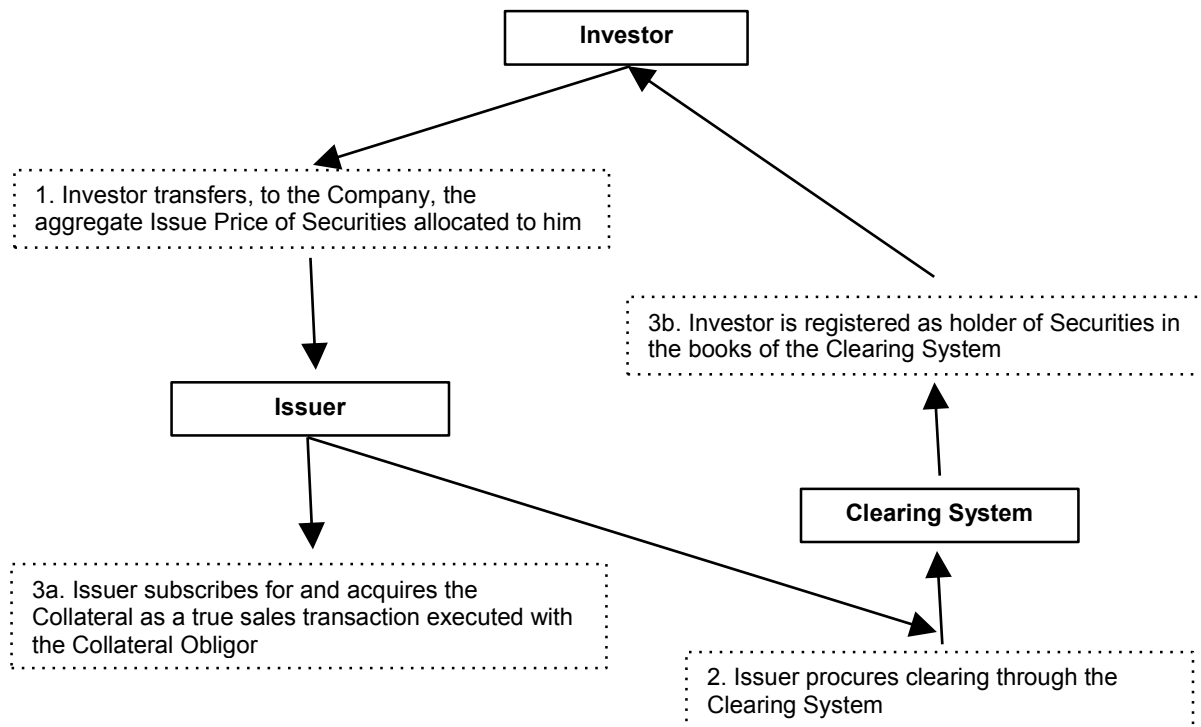 Investor
1. Investor transfers, to the Company, the
aggregate Issue Price of Securities allocated to him
3b. Investor is registered as holder of Securities in
the books of the Clearing System
Issuer
Clearing System
3a. Issuer subscribes for and acquires the
Collateral as a true sales transaction executed with
the Collateral Obligor
2. Issuer procures clearing through the
Clearing System